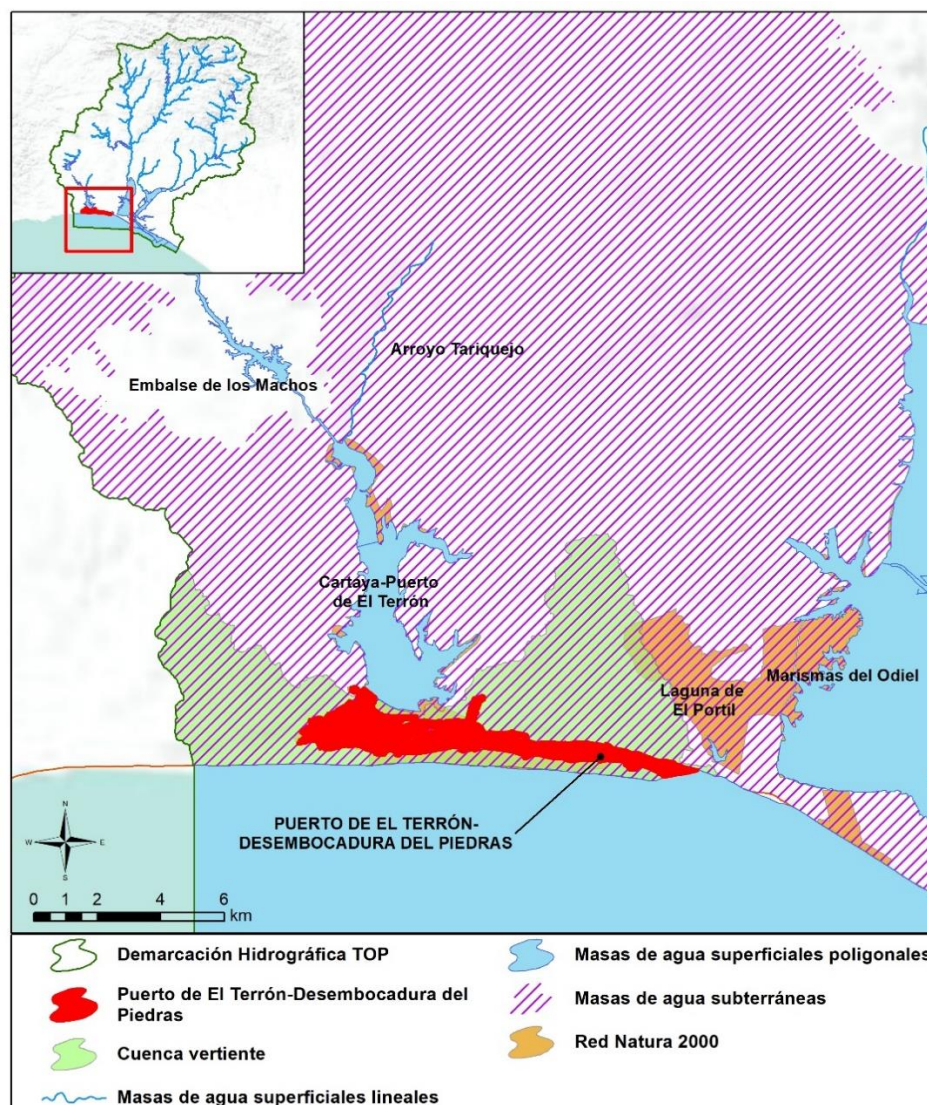 Arroyo Tariquejo
Embalse de los Machos
Cartaya-Puerto
de El Terrón
Laguna de
El Portil
Marismas del Odiel
PUERTO DE EL TERRÓN-
DESEMBOCADURA DEL PIEDRAS
N
W E
S
0 1 2 4 6
km
Demarcación Hidrográfica TOP
Puerto de El Terrón-Desembocadura del
Piedras
Cuenca vertiente
Masas de agua superficiales lineales
Masas de agua superficiales poligonales
Masas de agua subterráneas
Red Natura 2000